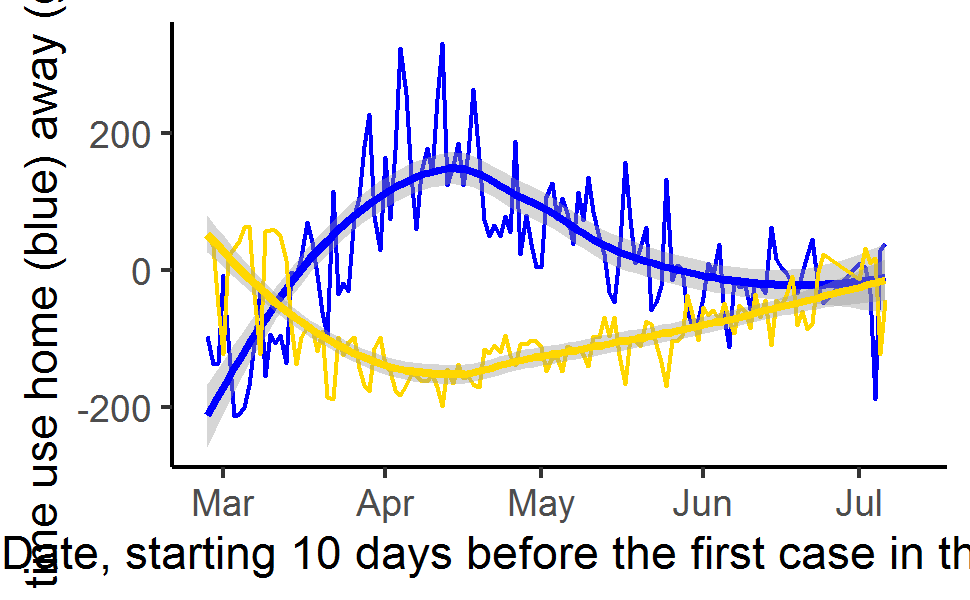 time use home (blue) away (
200
0
-200
Mar Apr May Jun Jul
Date, starting 10 days before the first case in th